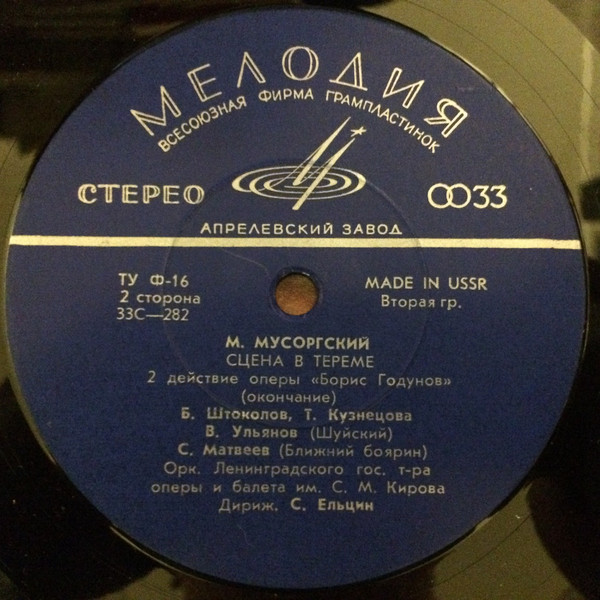 МЕЛОДИЯ
ВСЕСОЮЗНАЯ ФИРМА ГРАМПЛАСТИНОК
СТЕРЕО
33
АПРЕЛЕВСКИЙ ЗАВОД
ТУ Ф-16
MADE IN USSR
2 сторона
Вторая гр.
33С—282
М. МУСОРГСКИЙ
СЦЕНА В ТЕРЕМЕ
2 действие оперы «Борис Годунов»
(окончание)
Б. Штоколов, Т. Кузнецова
В. Ульянов (Шуйский)
С. Матвеев (Ближний боярин)
Орк. Ленинградского гос. т-ра
оперы и балета им. С. М. Кирова
Дириж. С. Ельцин